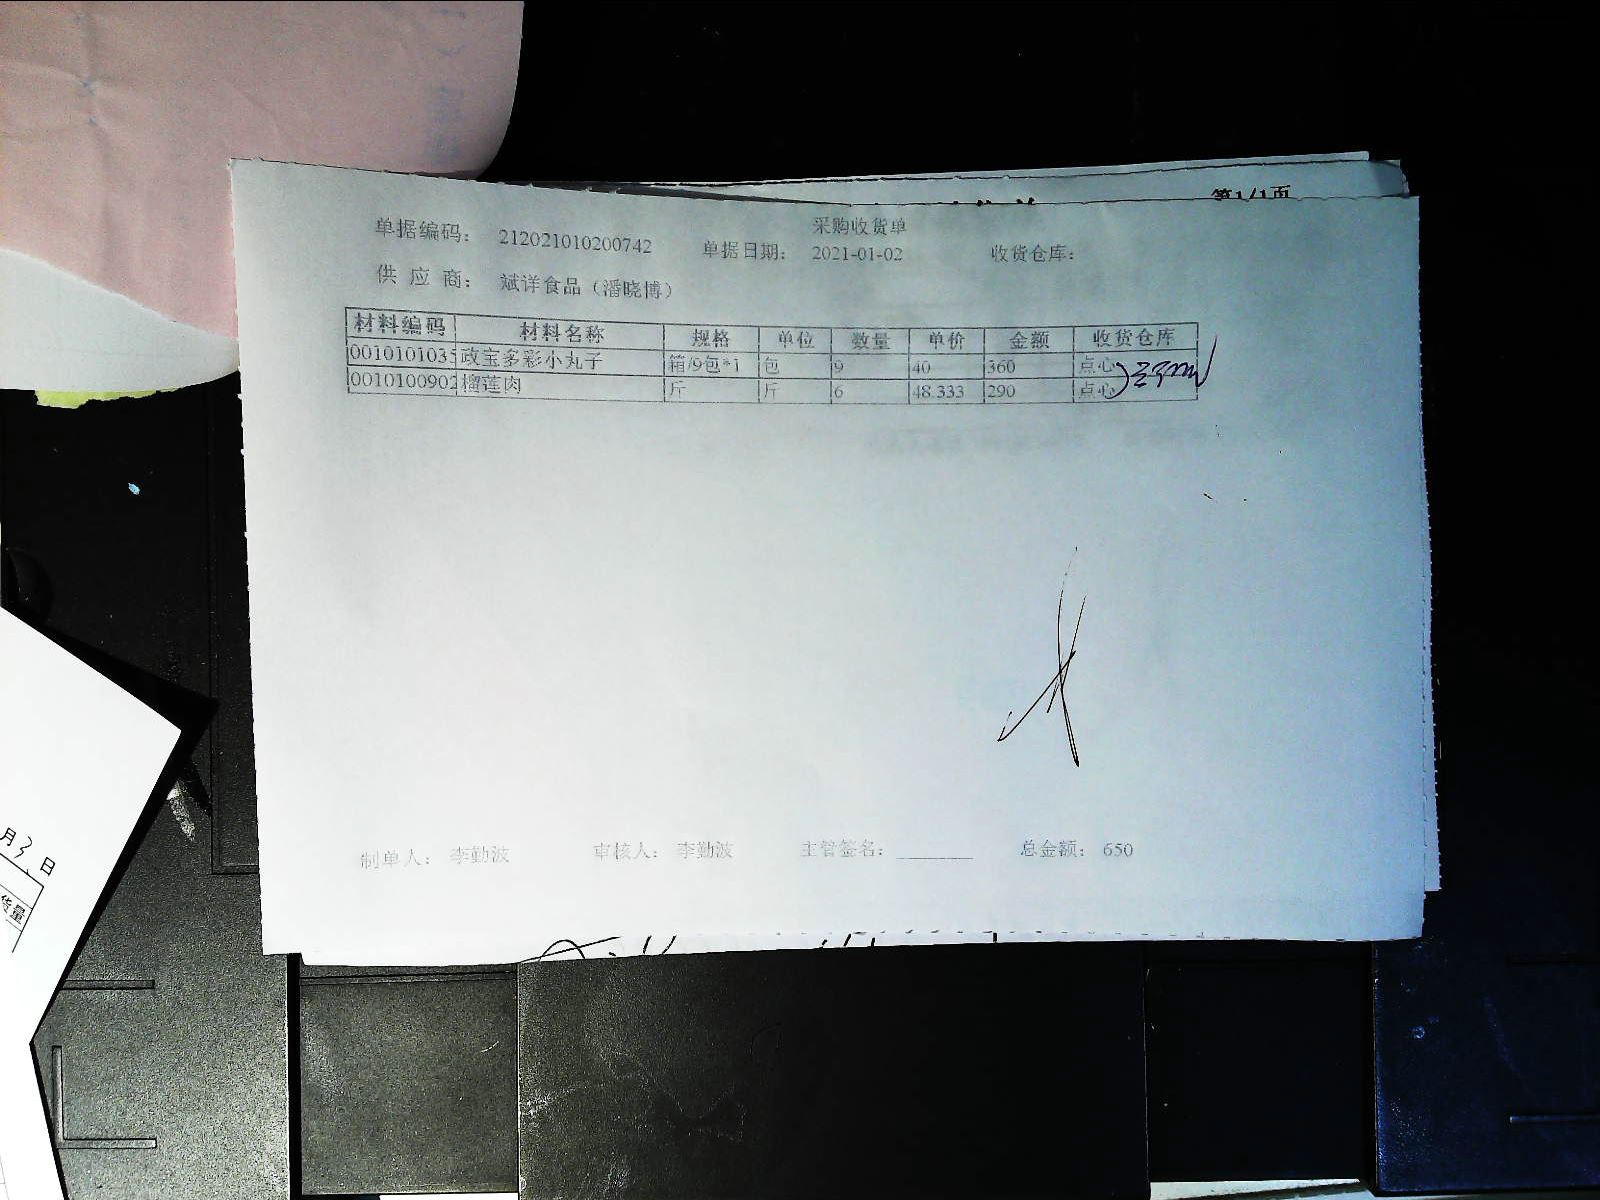 第1/1页
采购收货单
单据编码: 212021010200742 单据日期: 2021-01-02 收货仓库:
供 应 商: 斌详食品（潘晓博）
材料编码 材料名称 规格 单位 数量 单价 金额 收货仓库
0010101035 政宝多彩小丸子 箱/9包*1 包 9 40 360 点心
0010100902 榴莲肉 斤 斤 6 48.333 290 点心
制单人: 李勤波 审核人: 李勤波 主管签名: ________ 总金额: 650
月3日
货量